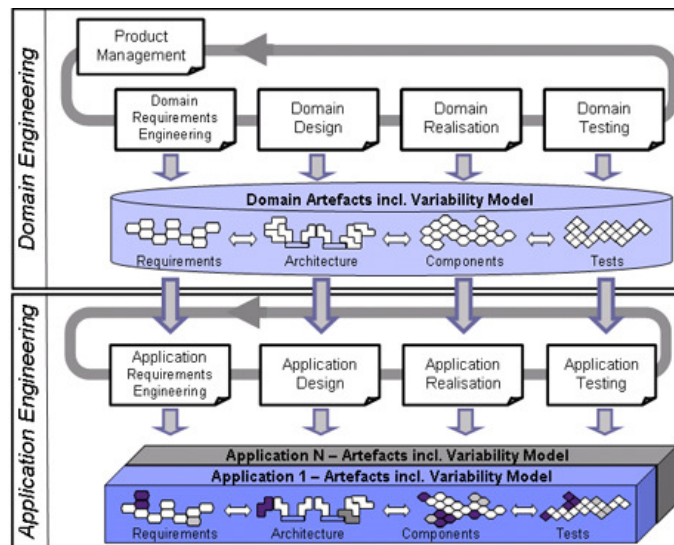 Domain Engineering
Product
Management
Domain
Requirements
Engineering
Domain
Design
Domain
Realisation
Domain
Testing
Domain Artefacts incl. Variability Model
Requirements
Architecture
Components
Tests
Application Engineering
Application
Requirements
Engineering
Application
Design
Application
Realisation
Application
Testing
Application N – Artefacts incl. Variability Model
Application 1 – Artefacts incl. Variability Model
Requirements
Architecture
Components
Tests